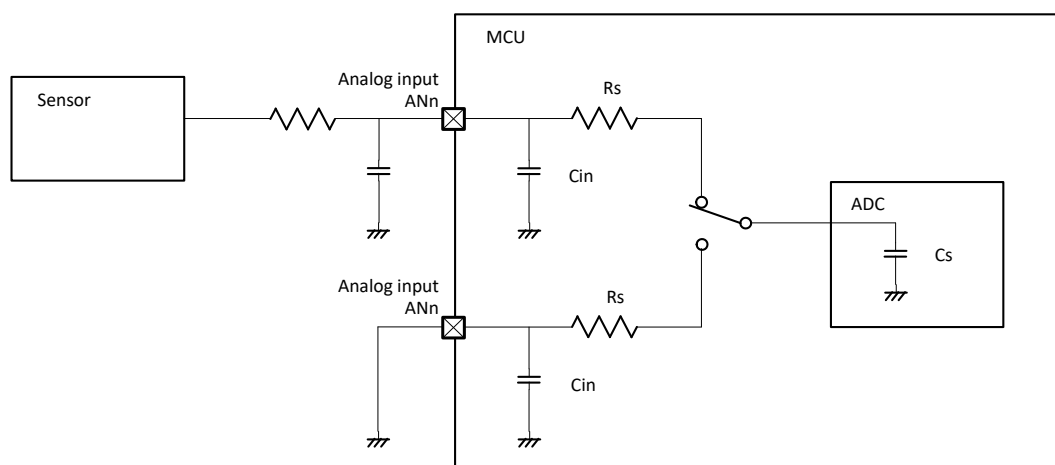 MCU
Analog input
ANn
Rs
Sensor
Cin
ADC
Cs
Analog input
ANn
Rs
Cin